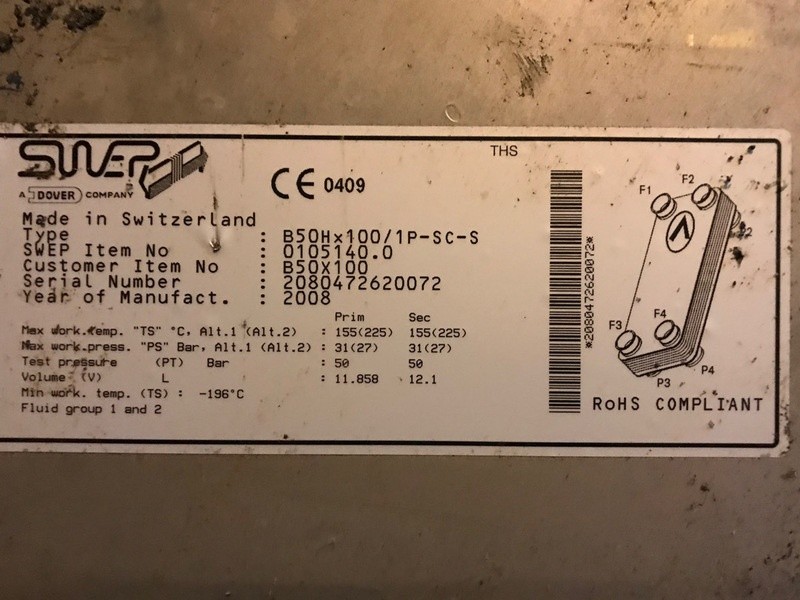 SWEP
A DOVER COMPANY
CE 0409
THS
Made in Switzerland
Type : B50Hx100/1P-SC-S
SWEP Item No : 0105140.0
Customer Item No : B50X100
Serial Number : 2080472620072
Year of Manufact. : 2008
Prim Sec
Max work.temp. "TS" °C, Alt.1 (Alt.2) : 155(225) 155(225)
Max work.press. "PS" Bar, Alt.1 (Alt.2) : 31(27) 31(27)
Test pressure (PT) Bar : 50 50
Volume (V) L : 11.858 12.1
Min work. temp. (TS) : -196°C
Fluid group 1 and 2
*2080472620072*
F1
F2
F3
F4
P3
P4
RoHS COMPLIANT